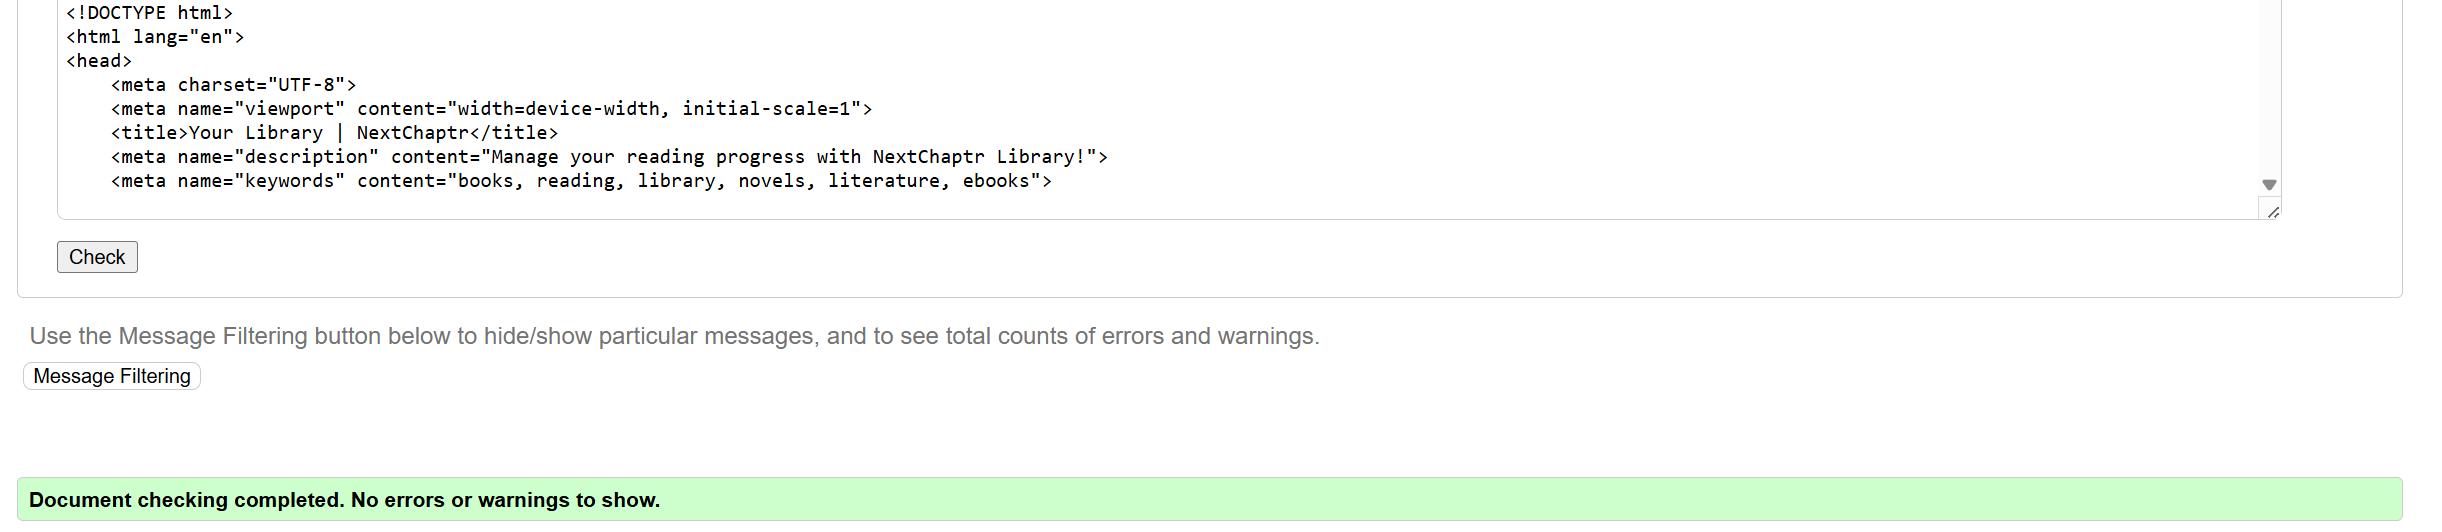 <!DOCTYPE html>
<html lang="en">
<head>
    <meta charset="UTF-8">
    <meta name="viewport" content="width=device-width, initial-scale=1">
    <title>Your Library | NextChaptr</title>
    <meta name="description" content="Manage your reading progress with NextChaptr Library!">
    <meta name="keywords" content="books, reading, library, novels, literature, ebooks">
Check
Use the Message Filtering button below to hide/show particular messages, and to see total counts of errors and warnings.
Message Filtering
Document checking completed. No errors or warnings to show.